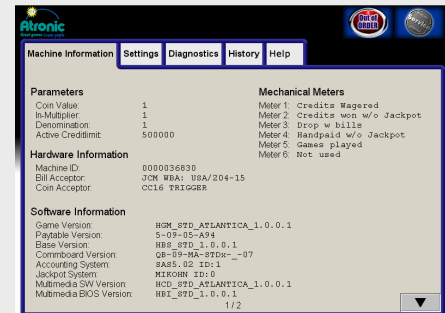 Atronic
Out of ORDER
Service
Machine Information Settings Diagnostics History Help
Parameters
Coin Value: 1
In-Multiplier: 1
Denomination: 1
Active Creditlimit: 500000
Mechanical Meters
Meter 1: Credits Wagered
Meter 2: Credits won w/o Jackpot
Meter 3: Drop w bills
Meter 4: Handpaid w/o Jackpot
Meter 5: Games played
Meter 6: Not used
Hardware Information
Machine ID: 0000036830
Bill Acceptor: JCM WBA: USA/204-15
Coin Acceptor: CC16 TRIGGER
Software Information
Game Version: HGM_STD_ATLANTICA_1.0.0.1
Paytable Version: 5-09-05-A94
Base Version: HBS_STD_1.0.0.1
Commboard Version: QB-09-MA-STDx-_-07
Accounting System: SAS5.02 ID:1
Jackpot System: MIKOHN ID:0
Multimedia SW Version: HCD_STD_ATLANTICA_1.0.0.1
Multimedia BIOS Version: HBI_STD_1.0.0.1
1/2